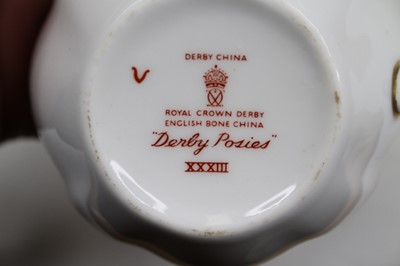 DERBY CHINA
ROYAL CROWN DERBY
ENGLISH BONE CHINA
"Derby Posies"
XXXIII